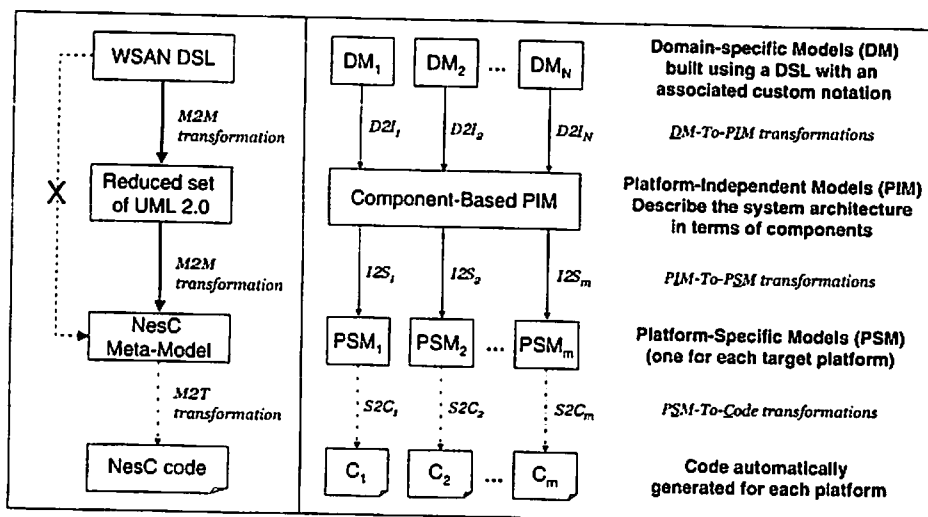 WSAN DSL
M2M
transformation
X
Reduced set
of UML 2.0
M2M
transformation
NesC
Meta-Model
M2T
transformation
NesC code
DM1 DM2 ... DMN
Domain-specific Models (DM)
built using a DSL with an
associated custom notation
D2I1 D2I2 D2IN
DM-To-PIM transformations
Component-Based PIM
Platform-Independent Models (PIM)
Describe the system architecture
in terms of components
I2S1 I2S2 I2Sm
PIM-To-PSM transformations
PSM1 PSM2 ... PSMm
Platform-Specific Models (PSM)
(one for each target platform)
S2C1 S2C2 S2Cm
PSM-To-Code transformations
C1 C2 ... Cm
Code automatically
generated for each platform